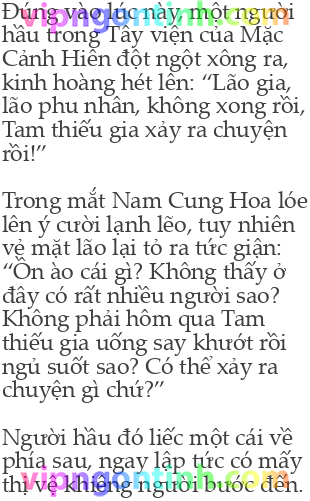 Đúng vào lúc này, một người
hầu trong Tây viện của Mặc
Cảnh Hiên đột ngột xông ra,
kinh hoàng hét lên: “Lão gia,
lão phu nhân, không xong rồi,
Tam thiếu gia xảy ra chuyện
rồi!”
Trong mắt Nam Cung Hoa lóe
lên ý cười lạnh lẽo, tuy nhiên
vẻ mặt lão lại tỏ ra tức giận:
“Ồn ào cái gì? Không thấy ở
đây có rất nhiều người sao?
Không phải hôm qua Tam
thiếu gia uống say khướt rồi
ngủ suốt sao? Có thể xảy ra
chuyện gì chứ?”
Người hầu đó liếc một cái về
phía sau, ngay lập tức có mấy
thị vệ khiêng người bước đến.
vipngontinh.com
vipngontinh.com